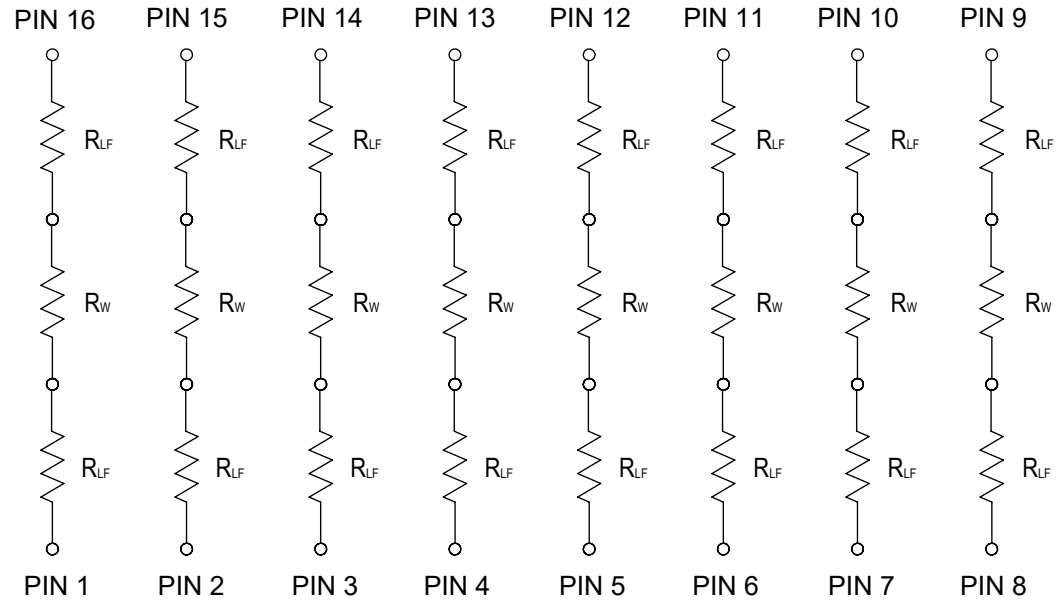 PIN 16 PIN 15 PIN 14 PIN 13 PIN 12 PIN 11 PIN 10 PIN 9
RLF RLF RLF RLF RLF RLF RLF RLF
RW RW RW RW RW RW RW RW
RLF RLF RLF RLF RLF RLF RLF RLF
PIN 1 PIN 2 PIN 3 PIN 4 PIN 5 PIN 6 PIN 7 PIN 8